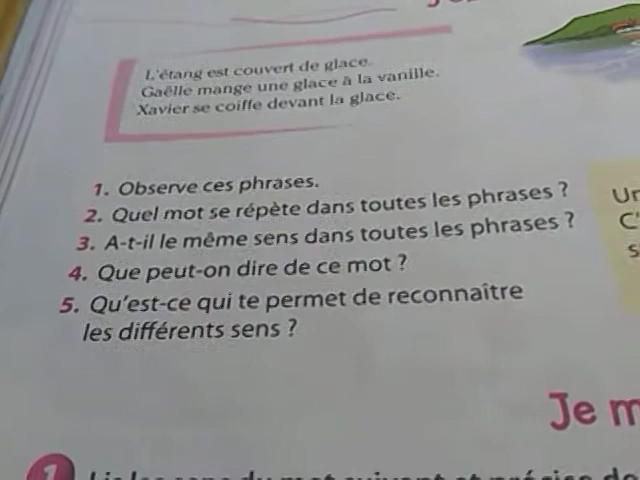 L'étang est couvert de glace.
Gaëlle mange une glace à la vanille.
Xavier se coiffe devant la glace.
1. Observe ces phrases.
2. Quel mot se répète dans toutes les phrases ?
3. A-t-il le même sens dans toutes les phrases ?
4. Que peut-on dire de ce mot ?
5. Qu'est-ce qui te permet de reconnaître
les différents sens ?
Je m
1